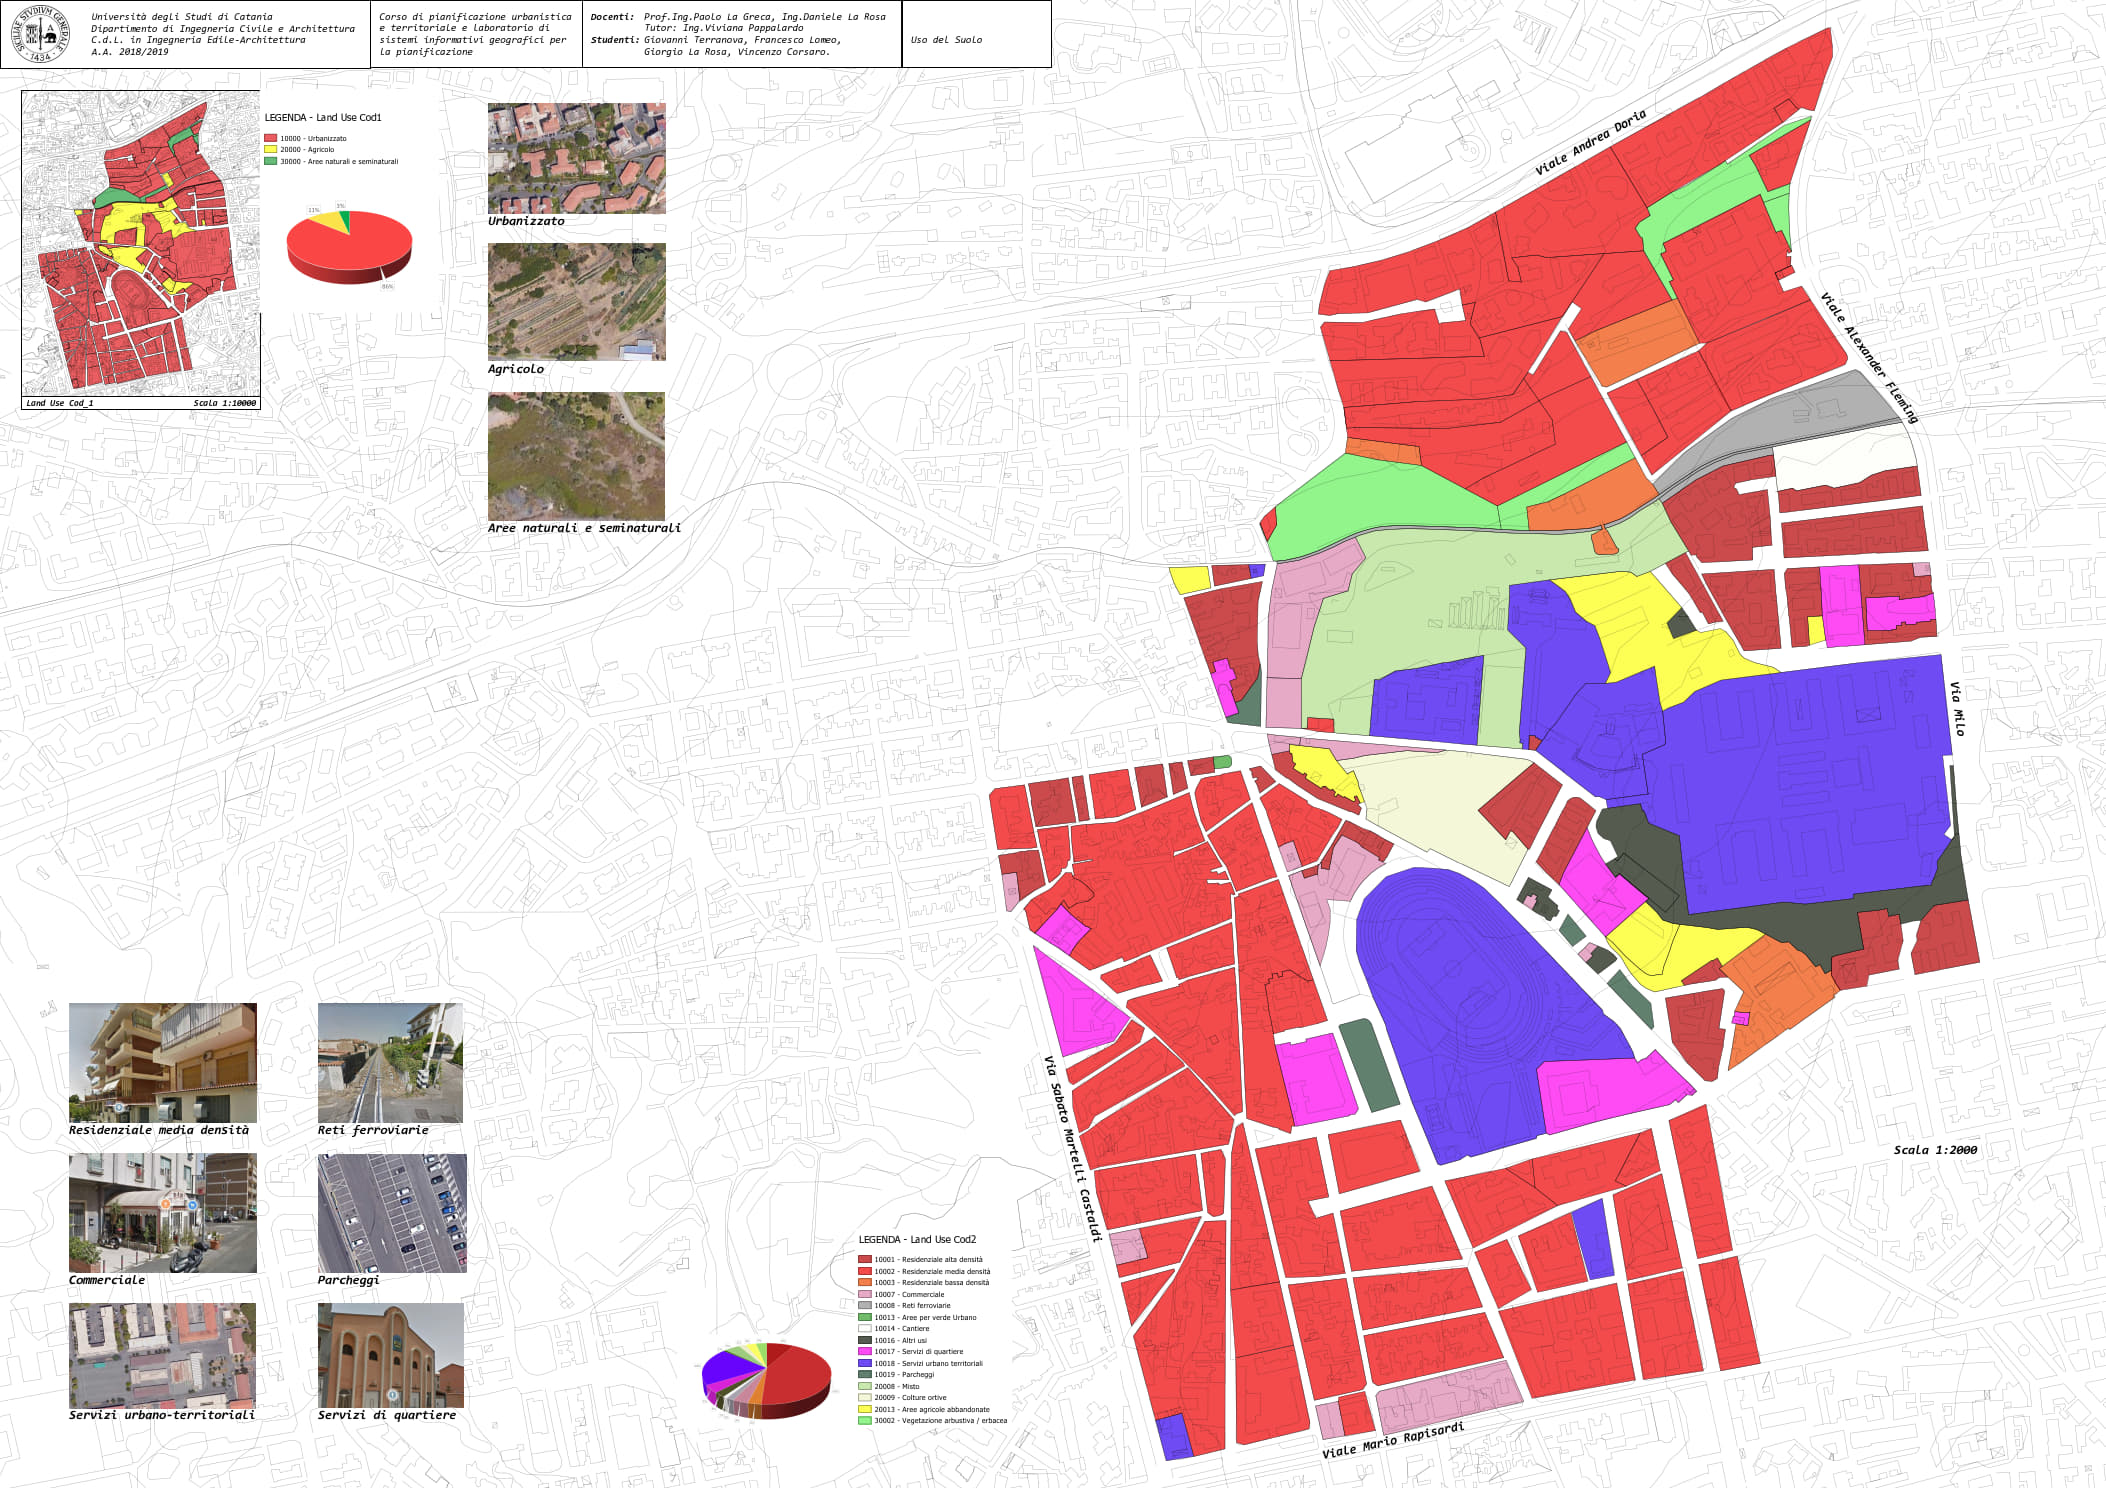 Università degli Studi di Catania
Dipartimento di Ingegneria Civile e Architettura
C.d.L. in Ingegneria Edile-Architettura
A.A. 2018/2019
Corso di pianificazione urbanistica
e territoriale e laboratorio di
sistemi informativi geografici per
la pianificazione
Docenti: Prof.Ing.Paolo La Greca, Ing.Daniele La Rosa
Tutor: Ing.Viviana Pappalardo
Studenti: Giovanni Terranova, Francesco Lomeo,
Giorgio La Rosa, Vincenzo Corsaro.
Uso del Suolo
1434
LEGENDA - Land Use Cod1
10000 - Urbanizzato
20000 - Agricolo
30000 - Aree naturali e seminaturali
11%
3%
86%
Land Use Cod_1
Scala 1:10000
Urbanizzato
Agricolo
Aree naturali e seminaturali
Viale Andrea Doria
Viale Alexander Fleming
Via Milo
Via Sabato Martelli Castaldi
Viale Mario Rapisardi
Scala 1:2000
Residenziale media densità
Reti ferroviarie
Commerciale
Parcheggi
Servizi urbano-territoriali
Servizi di quartiere
LEGENDA - Land Use Cod2
10001 - Residenziale alta densità
10002 - Residenziale media densità
10003 - Residenziale bassa densità
10007 - Commerciale
10008 - Reti ferroviarie
10013 - Aree per verde Urbano
10014 - Cantiere
10016 - Altri usi
10017 - Servizi di quartiere
10018 - Servizi urbano territoriali
10019 - Parcheggi
20008 - Misto
20009 - Colture ortive
20013 - Aree agricole abbandonate
30002 - Vegetazione arbustiva / erbacea